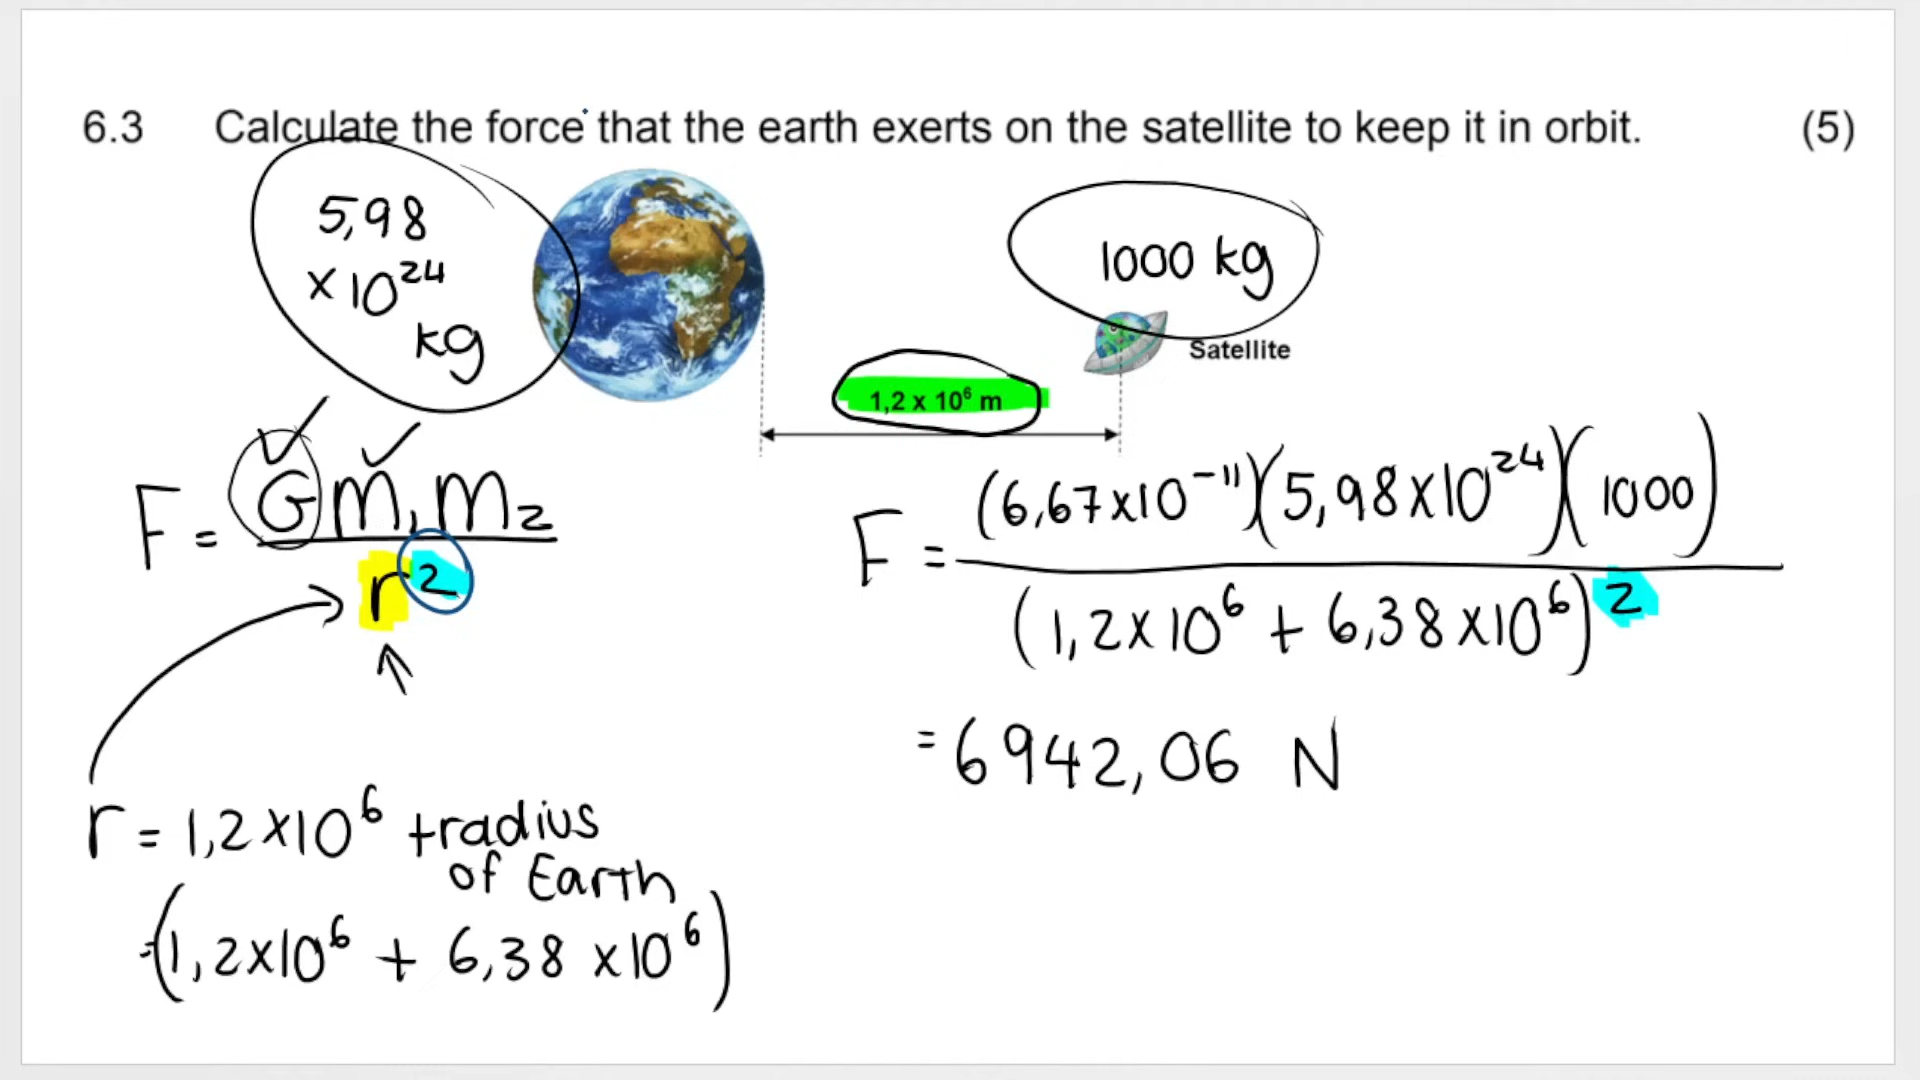 6.3 Calculate the force that the earth exerts on the satellite to keep it in orbit. (5)
5,98
x 10²⁴
kg
1000 kg
Satellite
1,2 x 10⁶ m
F = Gm₁m₂
r²
F = (6,67x10⁻¹¹)(5,98x10²⁴)(1000)
(1,2x10⁶ + 6,38x10⁶)²
= 6942,06 N
r = 1,2x10⁶ + radius
of Earth
=(1,2x10⁶ + 6,38 x10⁶)